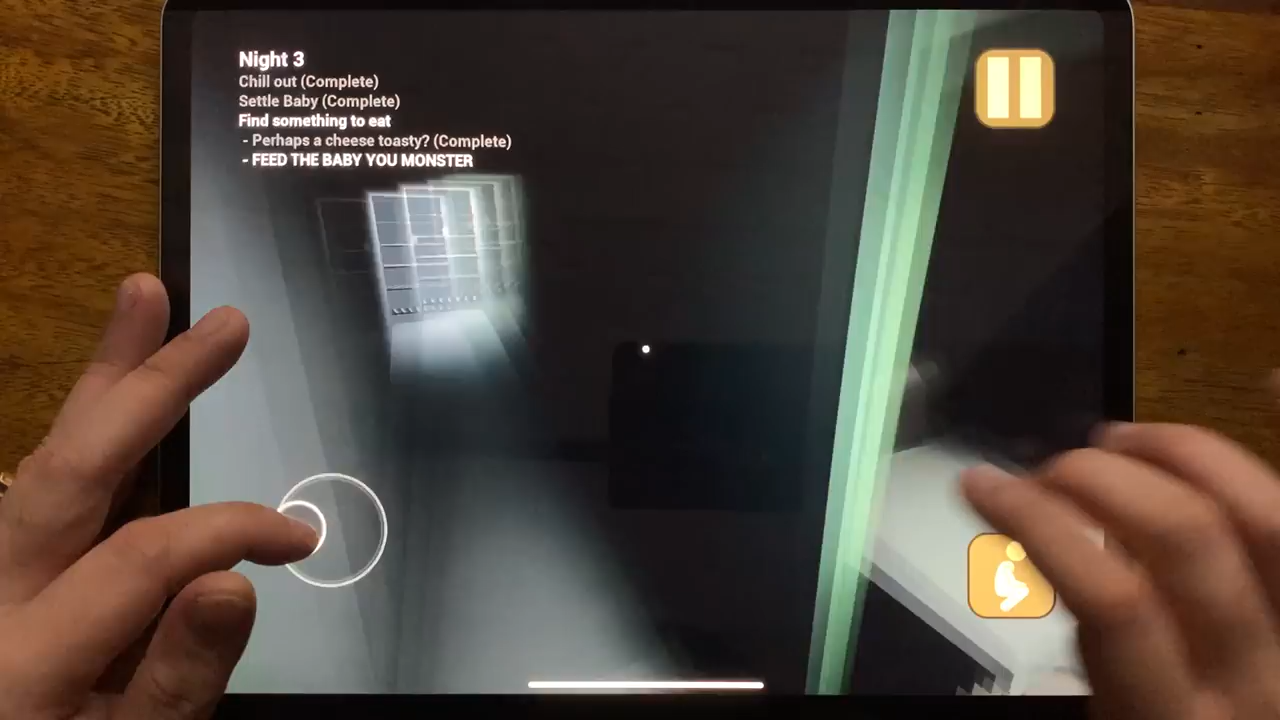 Night 3
Chill out (Complete)
Settle Baby (Complete)
Find something to eat
- Perhaps a cheese toasty? (Complete)
- FEED THE BABY YOU MONSTER